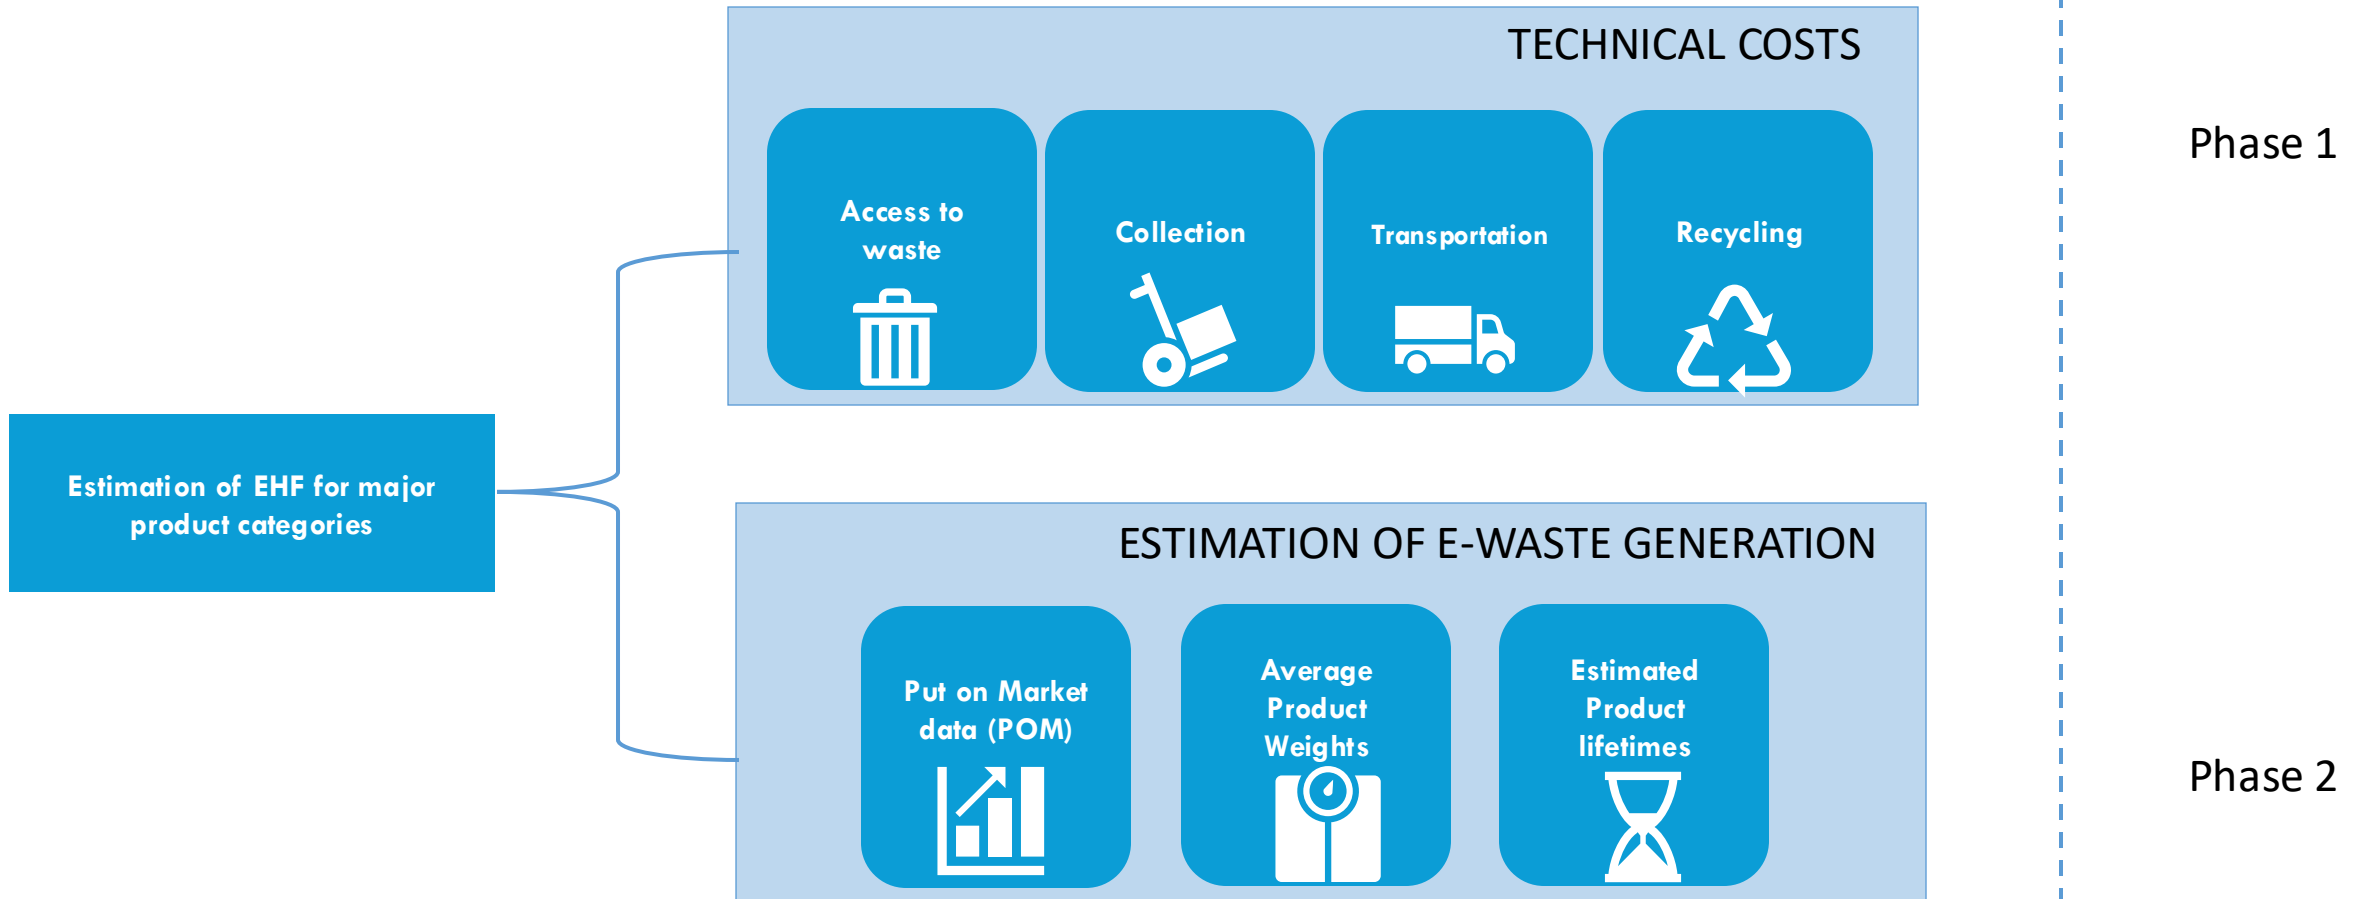 TECHNICAL COSTS
Phase 1
Access to
waste
Collection
Transportation
Recycling
Estimation of EHF for major
product categories
ESTIMATION OF E-WASTE GENERATION
Put on Market
data (POM)
Average
Product
Weights
Estimated
Product
lifetimes
Phase 2